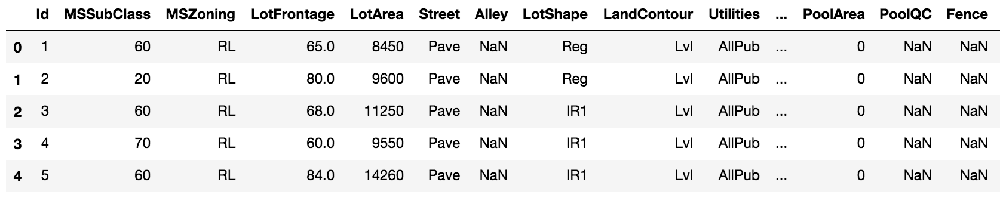 Id MSSubClass MSZoning LotFrontage LotArea Street Alley LotShape LandContour Utilities ... PoolArea PoolQC Fence
0 1 60 RL 65.0 8450 Pave NaN Reg Lvl AllPub ... 0 NaN NaN
1 2 20 RL 80.0 9600 Pave NaN Reg Lvl AllPub ... 0 NaN NaN
2 3 60 RL 68.0 11250 Pave NaN IR1 Lvl AllPub ... 0 NaN NaN
3 4 70 RL 60.0 9550 Pave NaN IR1 Lvl AllPub ... 0 NaN NaN
4 5 60 RL 84.0 14260 Pave NaN IR1 Lvl AllPub ... 0 NaN NaN